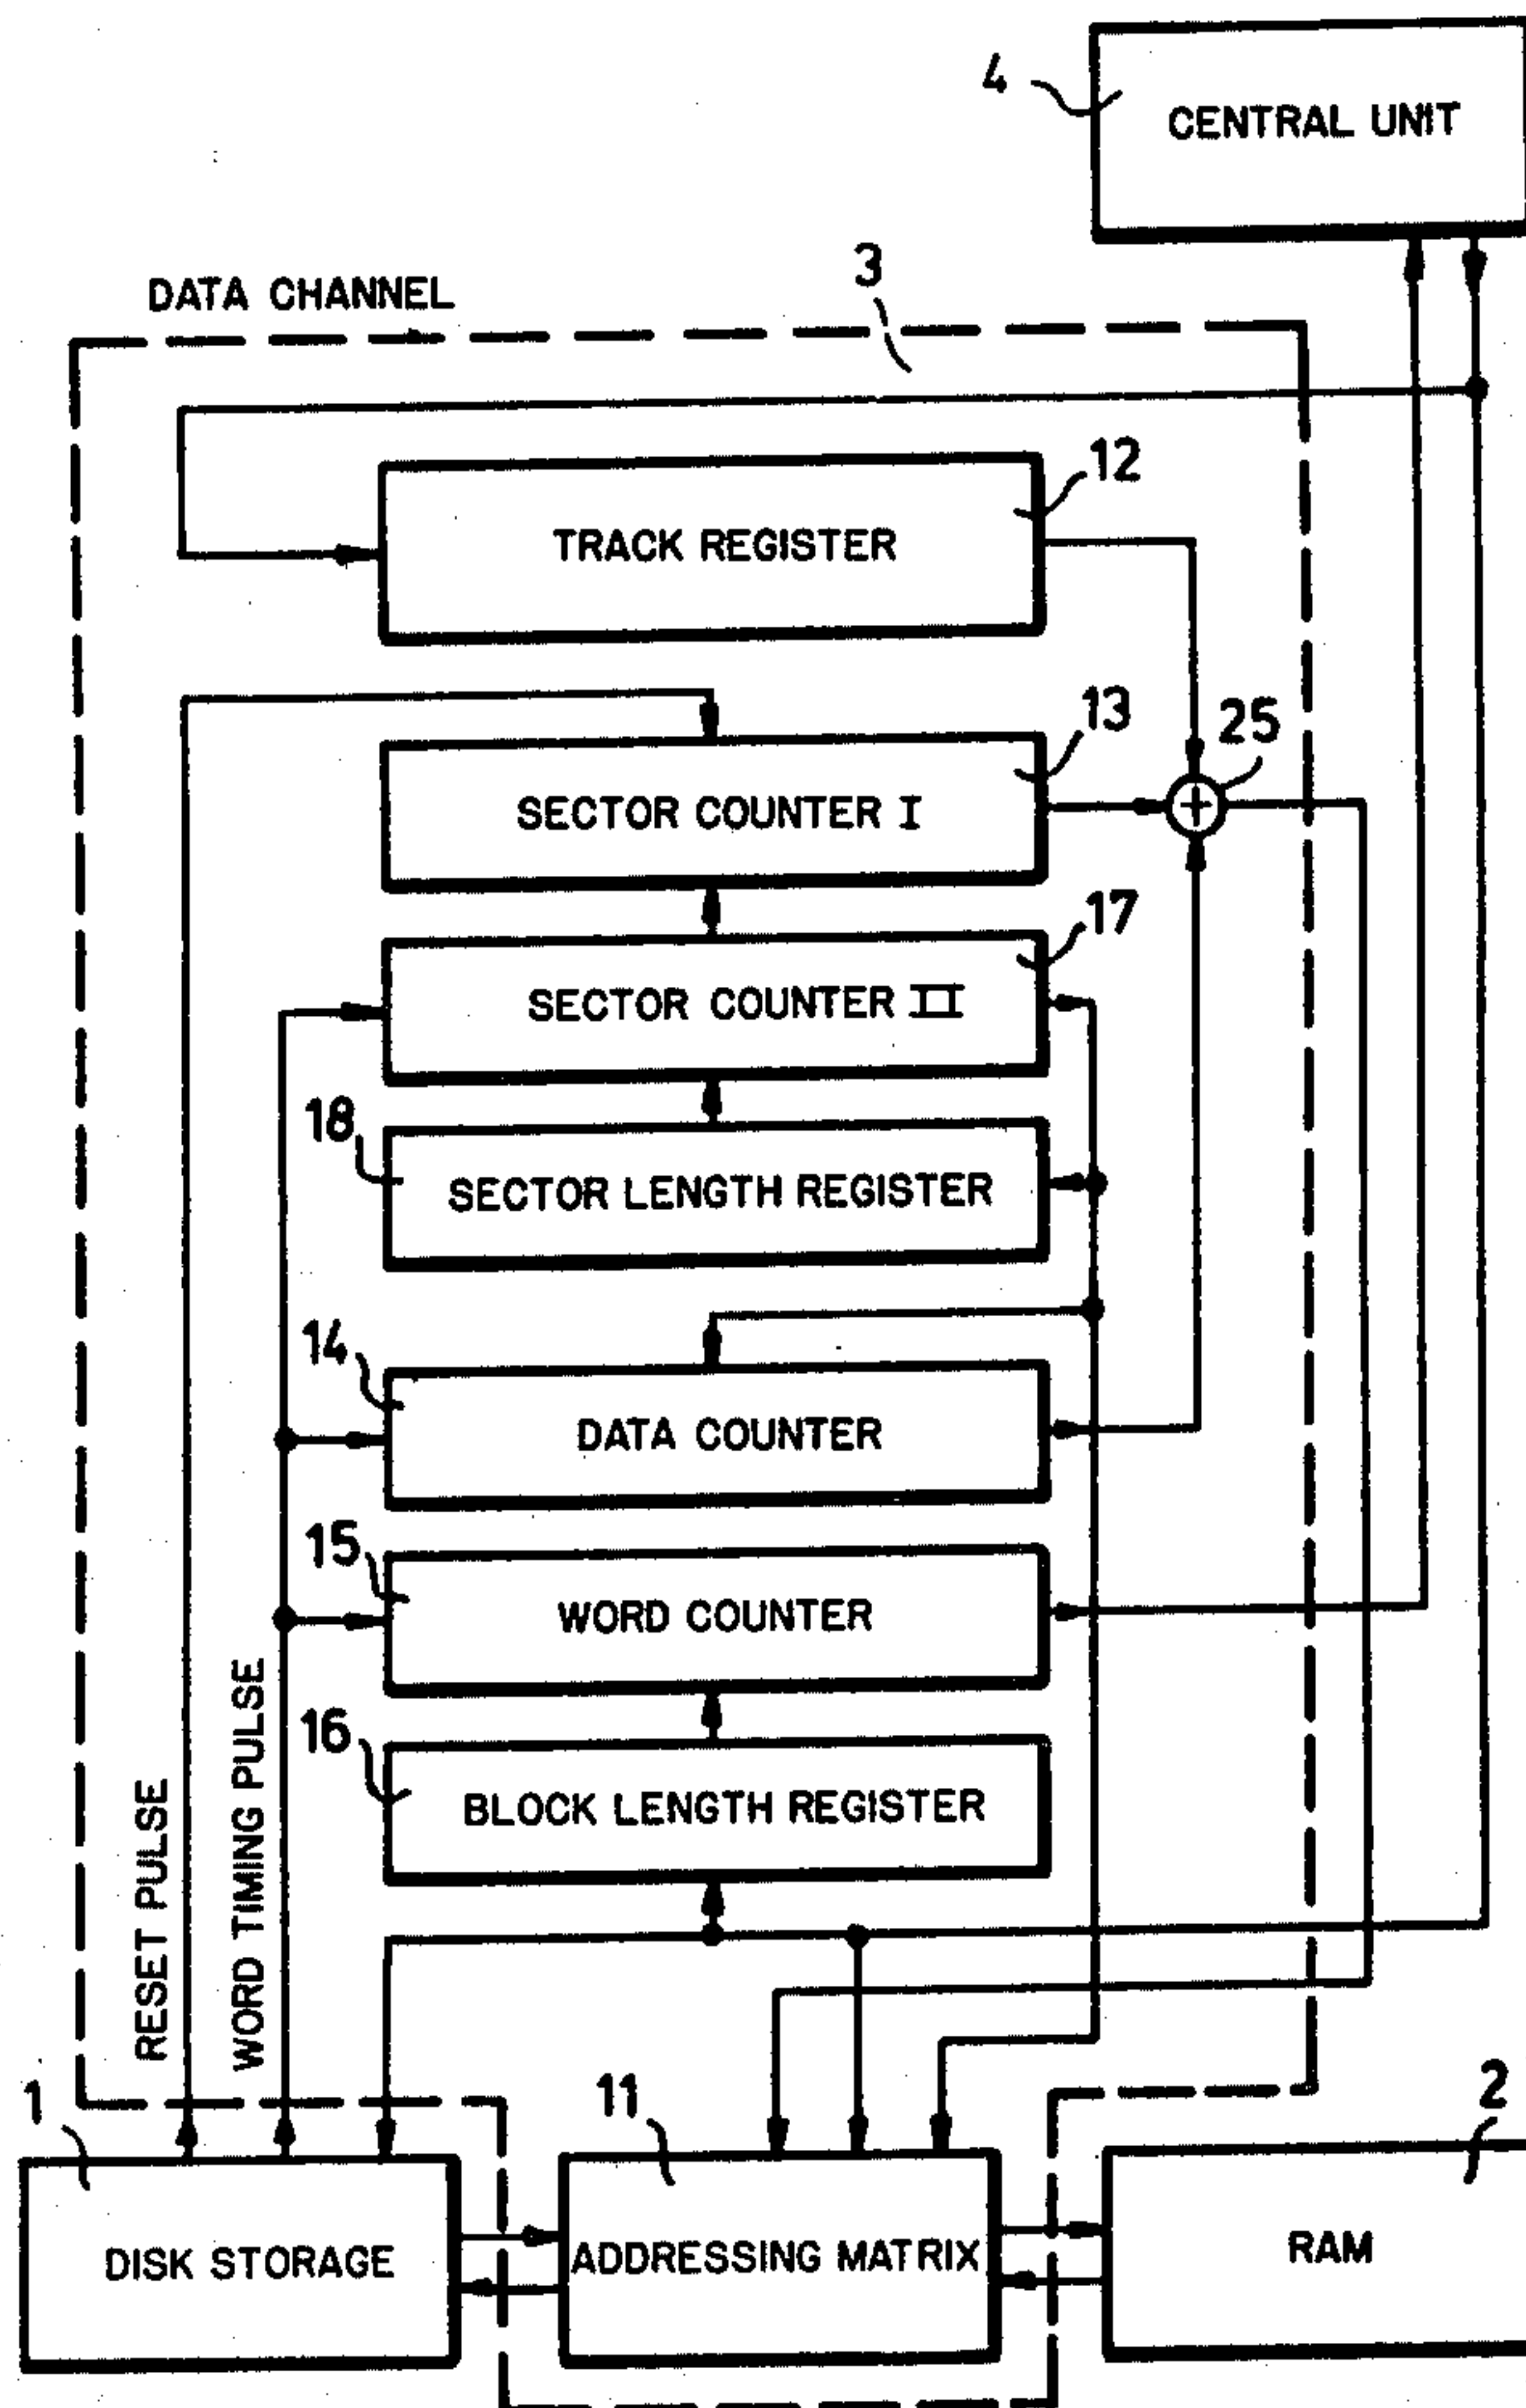 4
CENTRAL UNIT
3
DATA CHANNEL
12
TRACK REGISTER
13
25
SECTOR COUNTER I
17
SECTOR COUNTER II
18
SECTOR LENGTH REGISTER
14
DATA COUNTER
15
WORD COUNTER
16
BLOCK LENGTH REGISTER
RESET PULSE
WORD TIMING PULSE
1
11
2
DISK STORAGE
ADDRESSING MATRIX
RAM